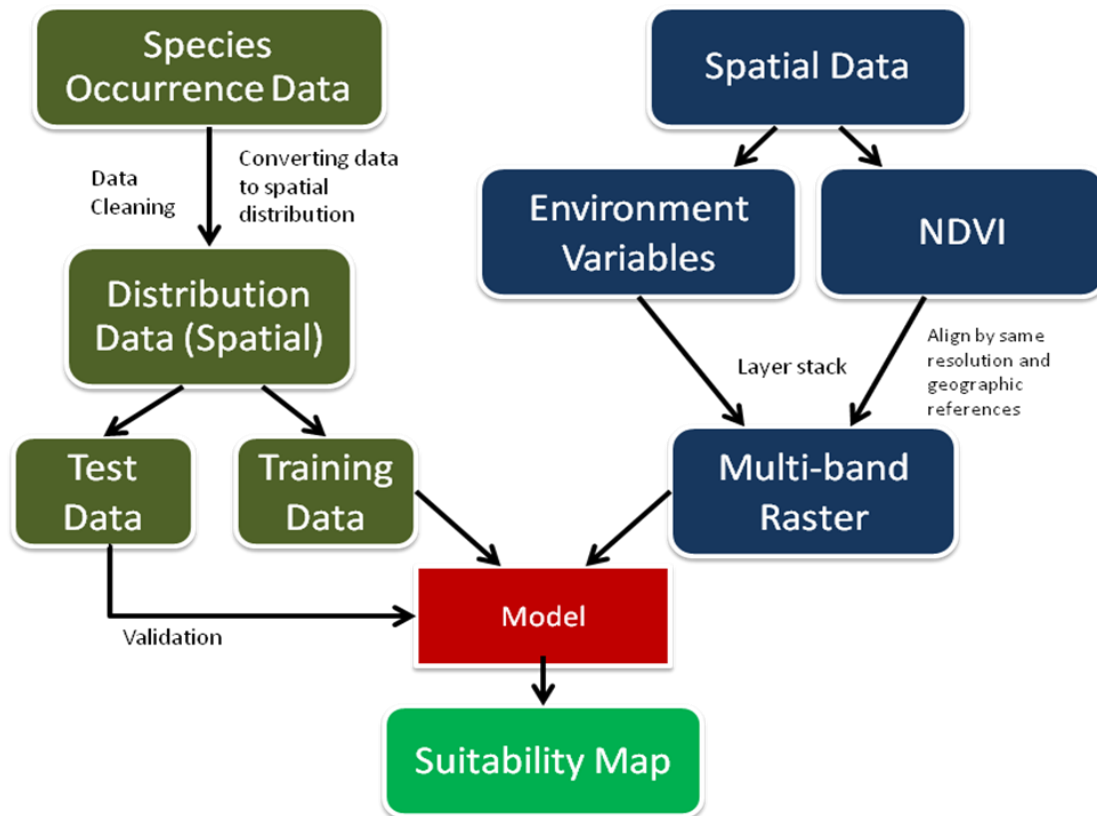 Species
Occurrence Data
Spatial Data
Data
Cleaning
Converting data
to spatial
distribution
Environment
Variables
NDVI
Distribution
Data (Spatial)
Layer stack
Align by same
resolution and
geographic
references
Test
Data
Training
Data
Multi-band
Raster
Model
Validation
Suitability Map